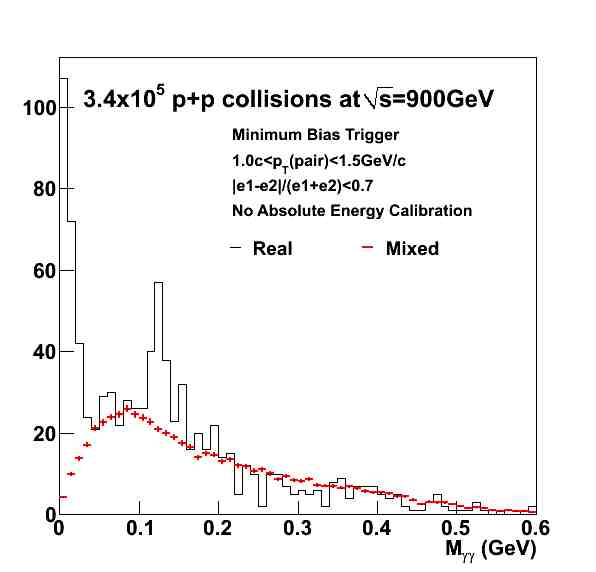 3.4x10⁵ p+p collisions at √s=900GeV
Minimum Bias Trigger
1.0c<p_T(pair)<1.5GeV/c
|e1-e2|/(e1+e2)<0.7
No Absolute Energy Calibration
Real
Mixed
100
80
60
40
20
0
0 0.1 0.2 0.3 0.4 0.5 0.6
M_γγ (GeV)